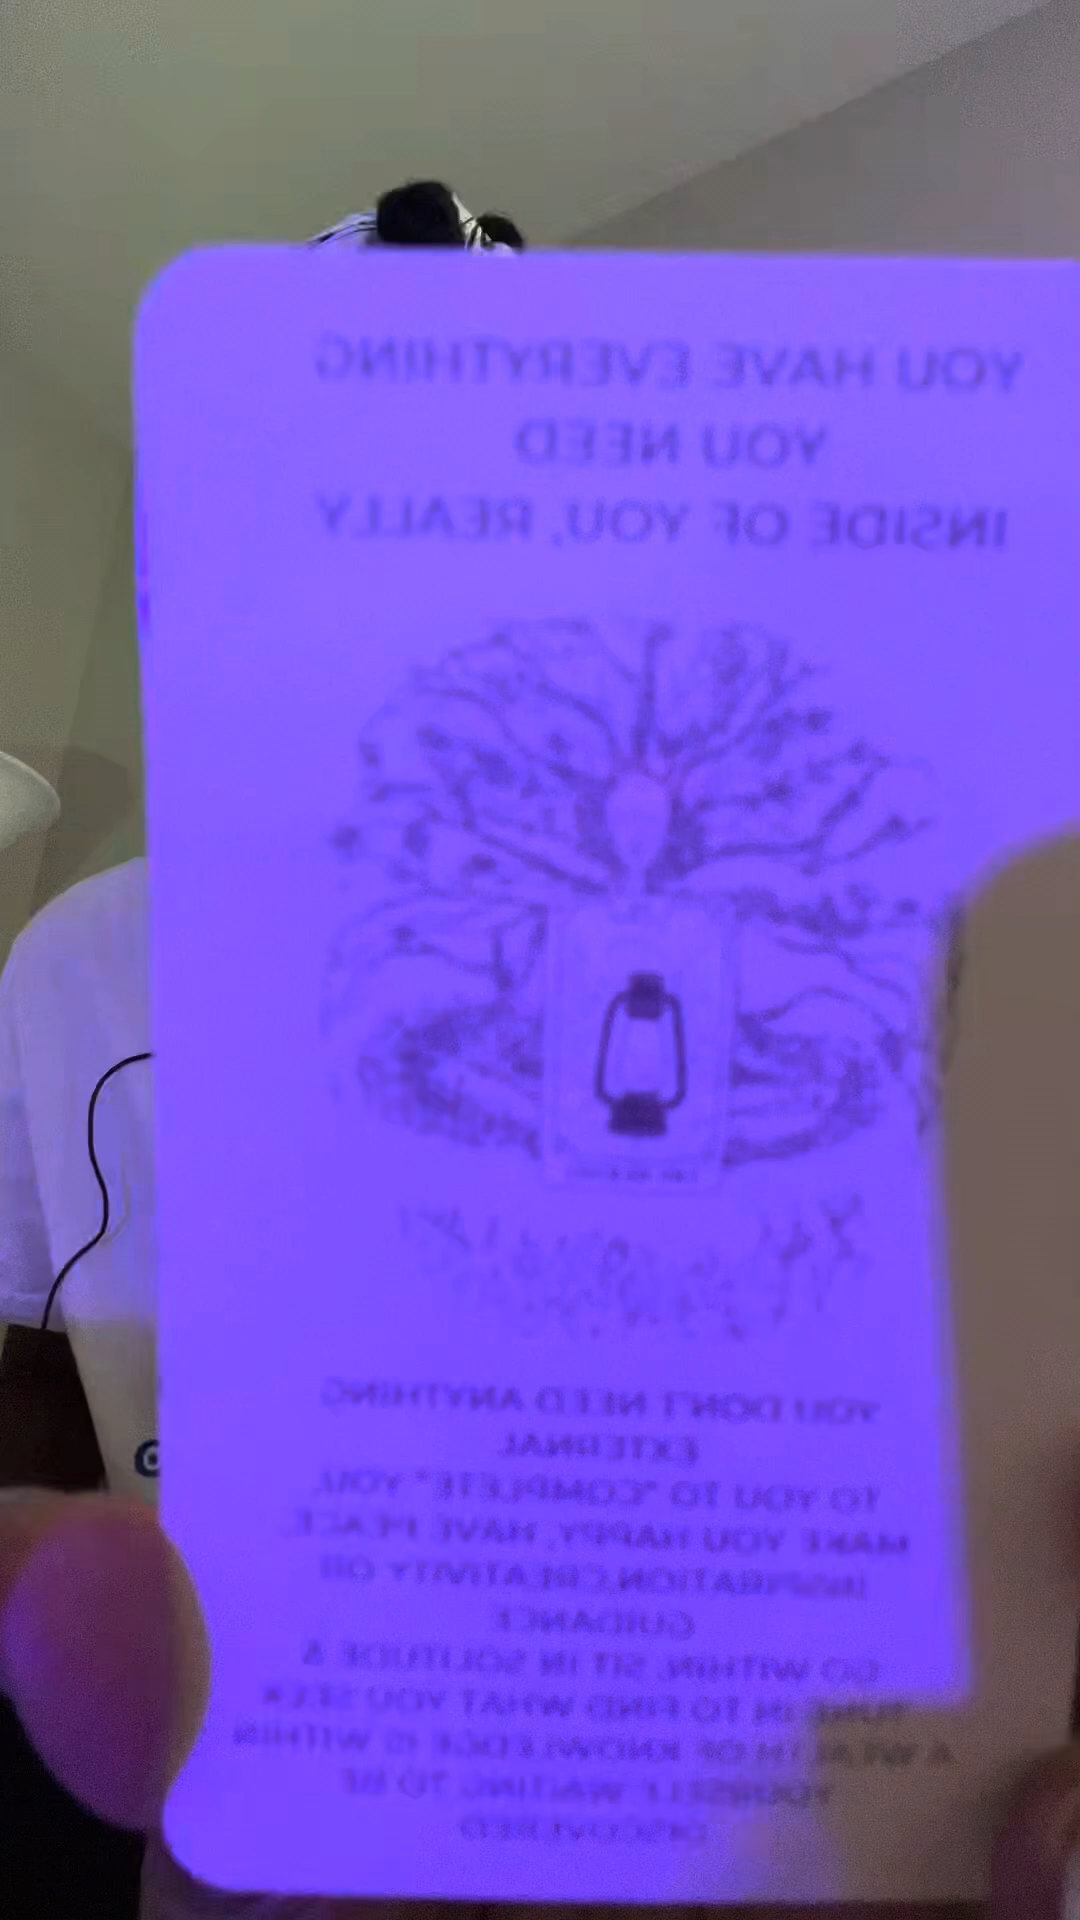 YOU HAVE EVERYTHING
YOU NEED
INSIDE OF YOU, REALLY
YOU DON'T NEED ANYTHING
EXTERNAL
TO YOU TO "COMPLETE" YOU,
MAKE YOU HAPPY, HAVE PEACE,
INSPIRATION,CREATIVITY OR
GUIDANCE
GO WITHIN, SIT IN SOLITUDE &
TUNE IN TO FIND WHAT YOU SEEK
A WEALTH OF KNOWLEDGE IS WITHIN
YOURSELF, WAITING TO BE
DISCOVERED